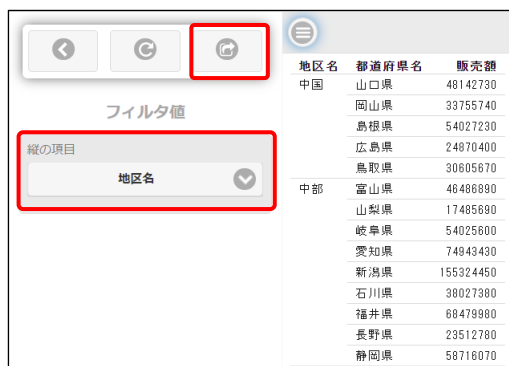 フィルタ値
縦の項目
地区名
地区名 都道府県名 販売額
中国 山口県 48142730
岡山県 33755740
島根県 54027230
広島県 24870400
鳥取県 30605670
中部 富山県 46486890
山梨県 17485690
岐阜県 54025600
愛知県 74943430
新潟県 155324450
石川県 38027380
福井県 68479980
長野県 23512780
静岡県 58716070